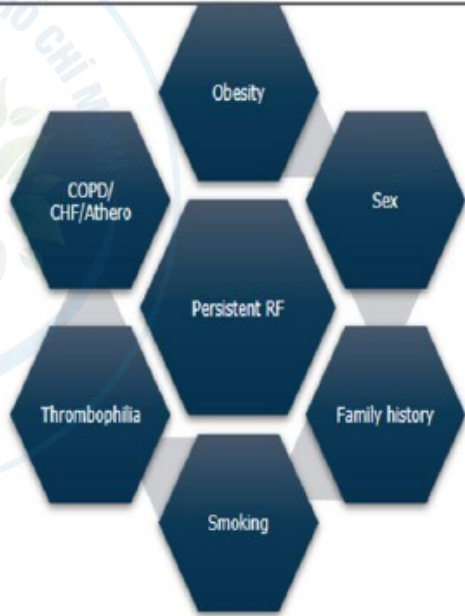 Obesity
COPD/
CHF/Athero
Sex
Persistent RF
Thrombophilia
Family history
Smoking